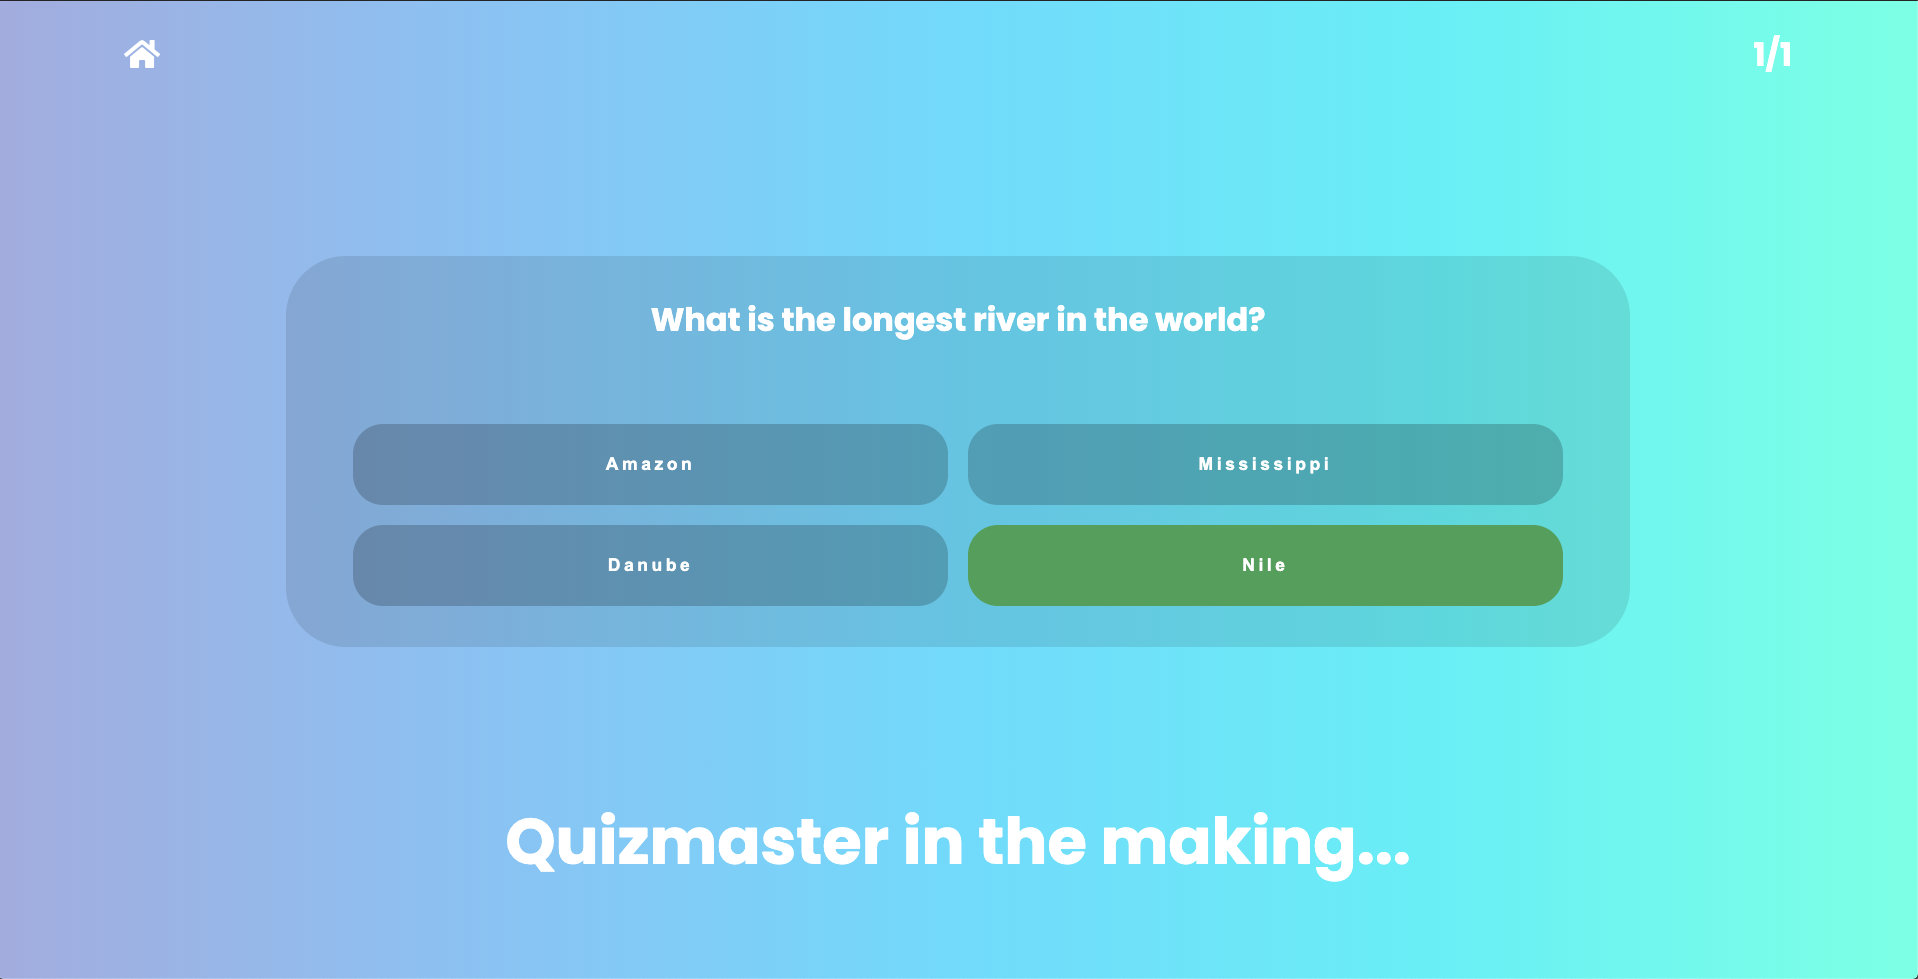 1/1
What is the longest river in the world?
Amazon
Mississippi
Danube
Nile
Quizmaster in the making...